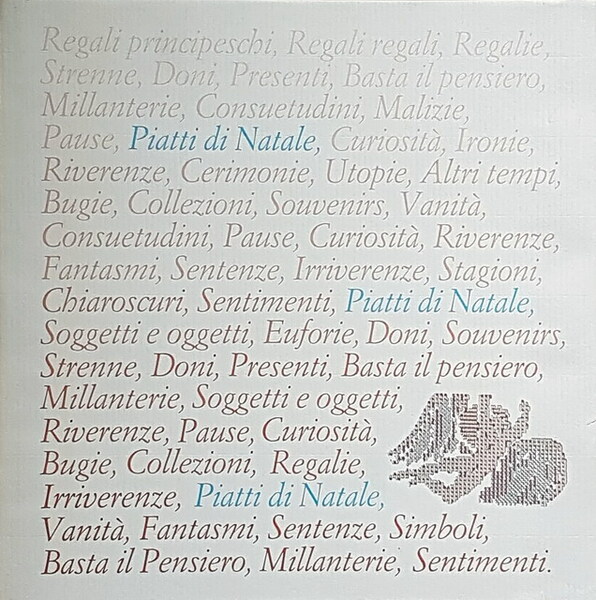 Regali principeschi, Regali regali, Regalie,
Strenne, Doni, Presenti, Basta il pensiero,
Millanterie, Consuetudini, Malizie,
Pause, Piatti di Natale, Curiosità, Ironie,
Riverenze, Cerimonie, Utopie, Altri tempi,
Bugie, Collezioni, Souvenirs, Vanità,
Consuetudini, Pause, Curiosità, Riverenze,
Fantasmi, Sentenze, Irriverenze, Stagioni,
Chiaroscuri, Sentimenti, Piatti di Natale,
Soggetti e oggetti, Euforie, Doni, Souvenirs,
Strenne, Doni, Presenti, Basta il pensiero,
Millanterie, Soggetti e oggetti,
Riverenze, Pause, Curiosità,
Bugie, Collezioni, Regalie,
Irriverenze, Piatti di Natale,
Vanità, Fantasmi, Sentenze, Simboli,
Basta il Pensiero, Millanterie, Sentimenti.